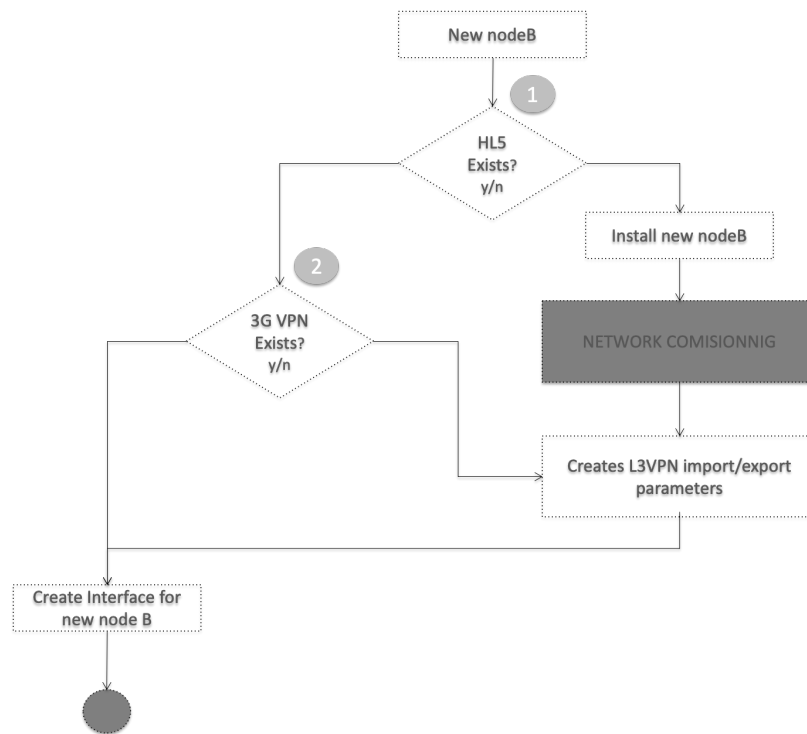 New nodeB
1
HL5
Exists?
y/n
Install new nodeB
2
3G VPN
Exists?
y/n
NETWORK COMISIONNIG
Creates L3VPN import/export
parameters
Create Interface for
new node B